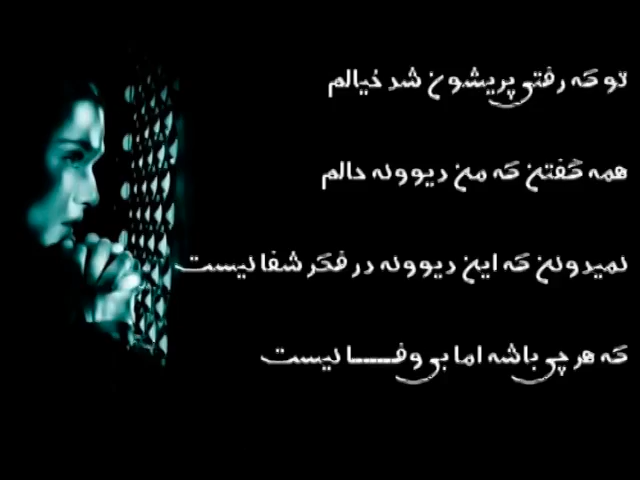 تو که رفتی پریشون شد خیالم
همه گفتن که من دیوونه حالم
نمیدونن که این دیوونه در فکر شفا نیست
که هر چی باشه اما بی وفـــــا نیست